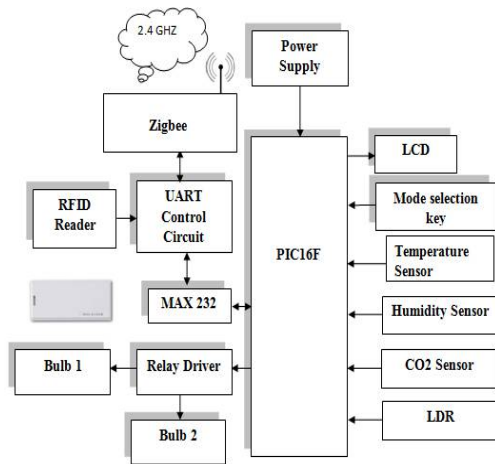 2.4 GHZ
Power
Supply
Zigbee
LCD
RFID
Reader
UART
Control
Circuit
PIC16F
Mode selection
key
Temperature
Sensor
MAX 232
Humidity Sensor
Bulb 1
Relay Driver
CO2 Sensor
Bulb 2
LDR